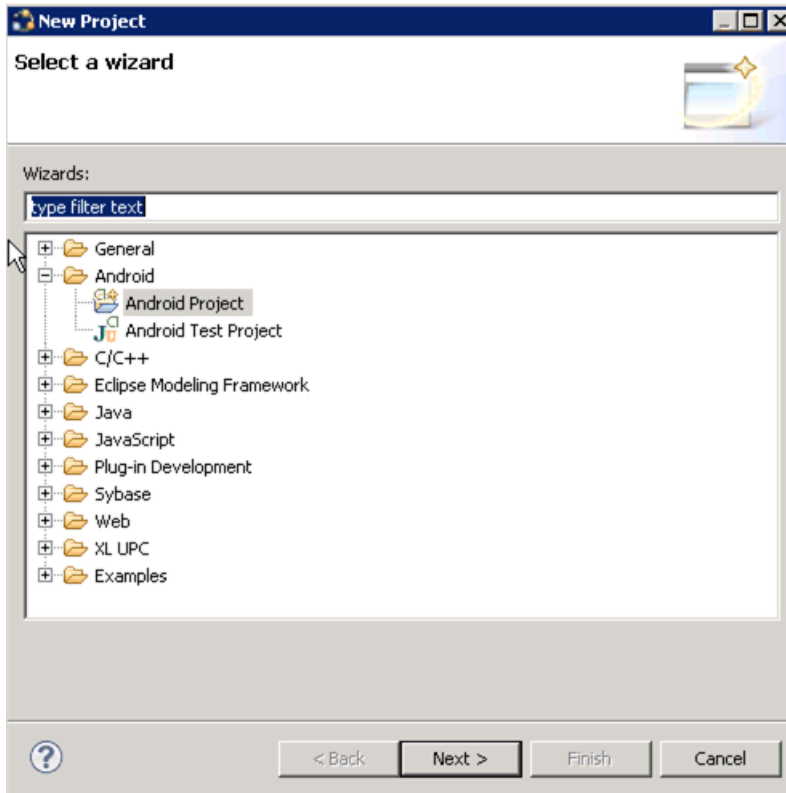 New Project
Select a wizard
Wizards:
type filter text
General
Android
Android Project
Android Test Project
C/C++
Eclipse Modeling Framework
Java
JavaScript
Plug-in Development
Sybase
Web
XL UPC
Examples
< Back Next > Finish Cancel